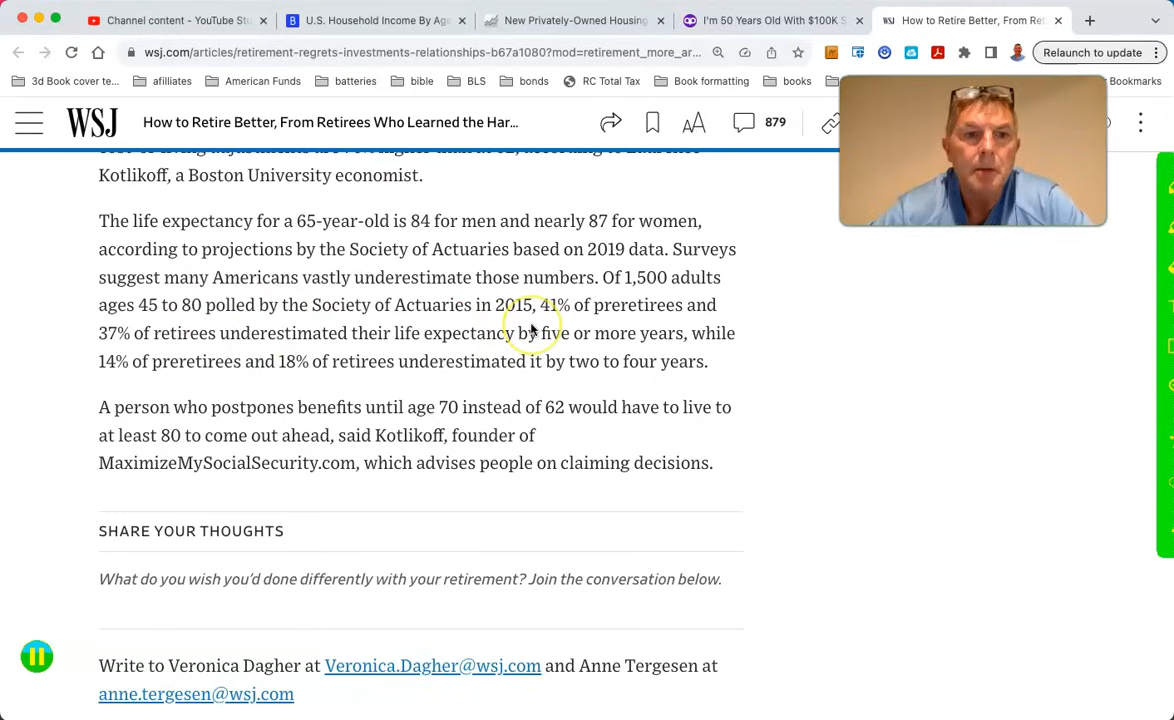 Channel content - YouTube Stu
U.S. Household Income By Ag
New Privately-Owned Housing
I'm 50 Years Old With $100K S
How to Retire Better, From Ret
wsj.com/articles/retirement-regrets-investments-relationships-b67a1080?mod=retirement_more_ar...
Relaunch to update
3d Book cover te...
afiliiates
American Funds
batteries
bible
BLS
bonds
RC Total Tax
Book formatting
books
Bookmarks
WSJ
How to Retire Better, From Retirees Who Learned the Har...
AA
879
Kotlikoff, a Boston University economist.
The life expectancy for a 65-year-old is 84 for men and nearly 87 for women,
according to projections by the Society of Actuaries based on 2019 data. Surveys
suggest many Americans vastly underestimate those numbers. Of 1,500 adults
ages 45 to 80 polled by the Society of Actuaries in 2015, 41% of preretirees and
37% of retirees underestimated their life expectancy by five or more years, while
14% of preretirees and 18% of retirees underestimated it by two to four years.
A person who postpones benefits until age 70 instead of 62 would have to live to
at least 80 to come out ahead, said Kotlikoff, founder of
MaximizeMySocialSecurity.com, which advises people on claiming decisions.
SHARE YOUR THOUGHTS
What do you wish you'd done differently with your retirement? Join the conversation below.
Write to Veronica Dagher at Veronica.Dagher@wsj.com and Anne Tergesen at
anne.tergesen@wsj.com